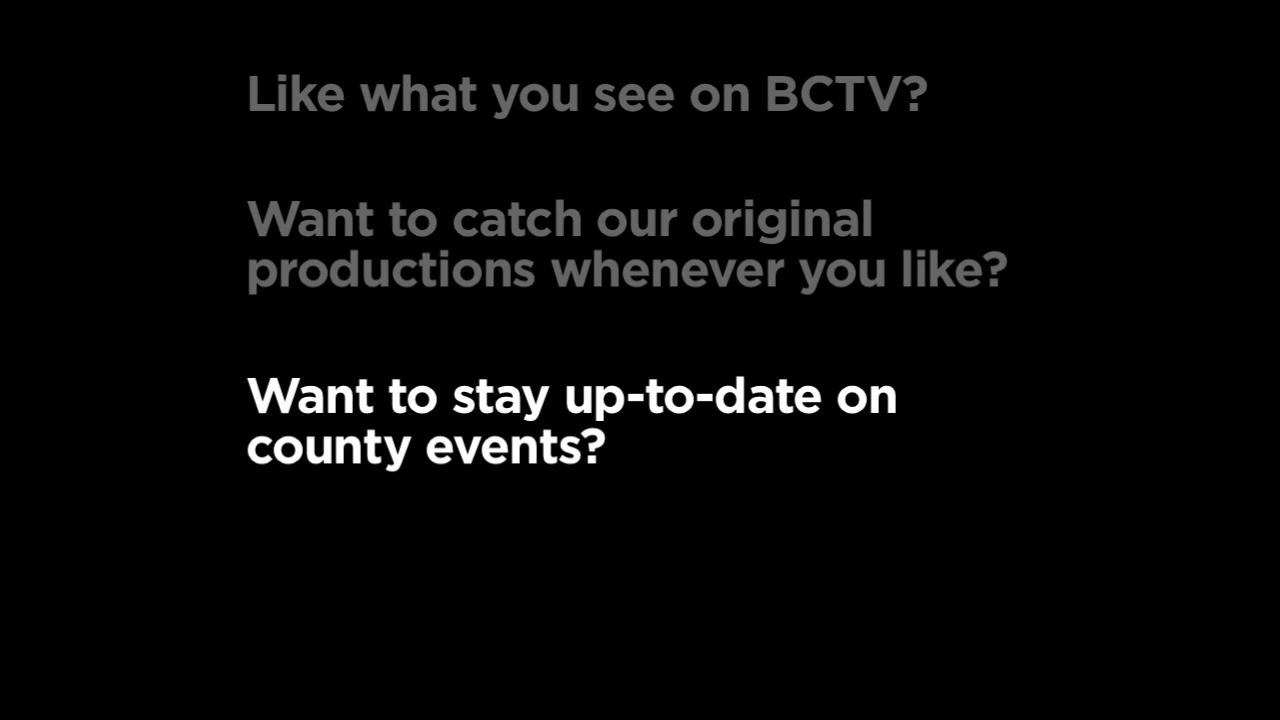 Like what you see on BCTV?
Want to catch our original
productions whenever you like?
Want to stay up-to-date on
county events?